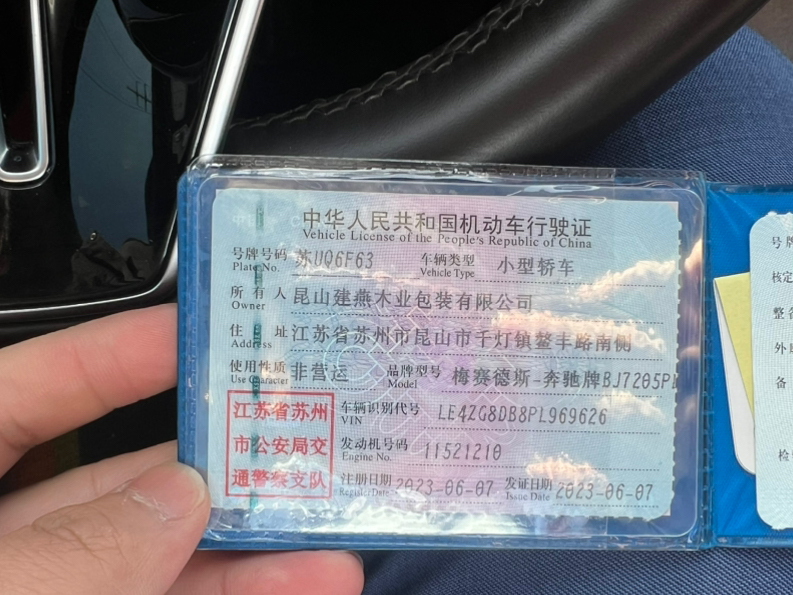 中华人民共和国机动车行驶证
Vehicle License of the People's Republic of China
号牌号码 苏UQ6F63 车辆类型 小型轿车
Plate No. Vehicle Type
所有人 昆山建燕木业包装有限公司
Owner
住址 江苏省苏州市昆山市千灯镇鳌丰路南侧
Address
使用性质 非营运 品牌型号 梅赛德斯-奔驰牌BJ7205P
Use Character Model
江苏省苏州
市公安局交
通警察支队
车辆识别代号 LE4ZG8DB8PL969626
VIN
发动机号码 11521210
Engine No.
注册日期 2023-06-07 发证日期 2023-06-07
Register Date Issue Date
号牌
核定
整备
外
备
检